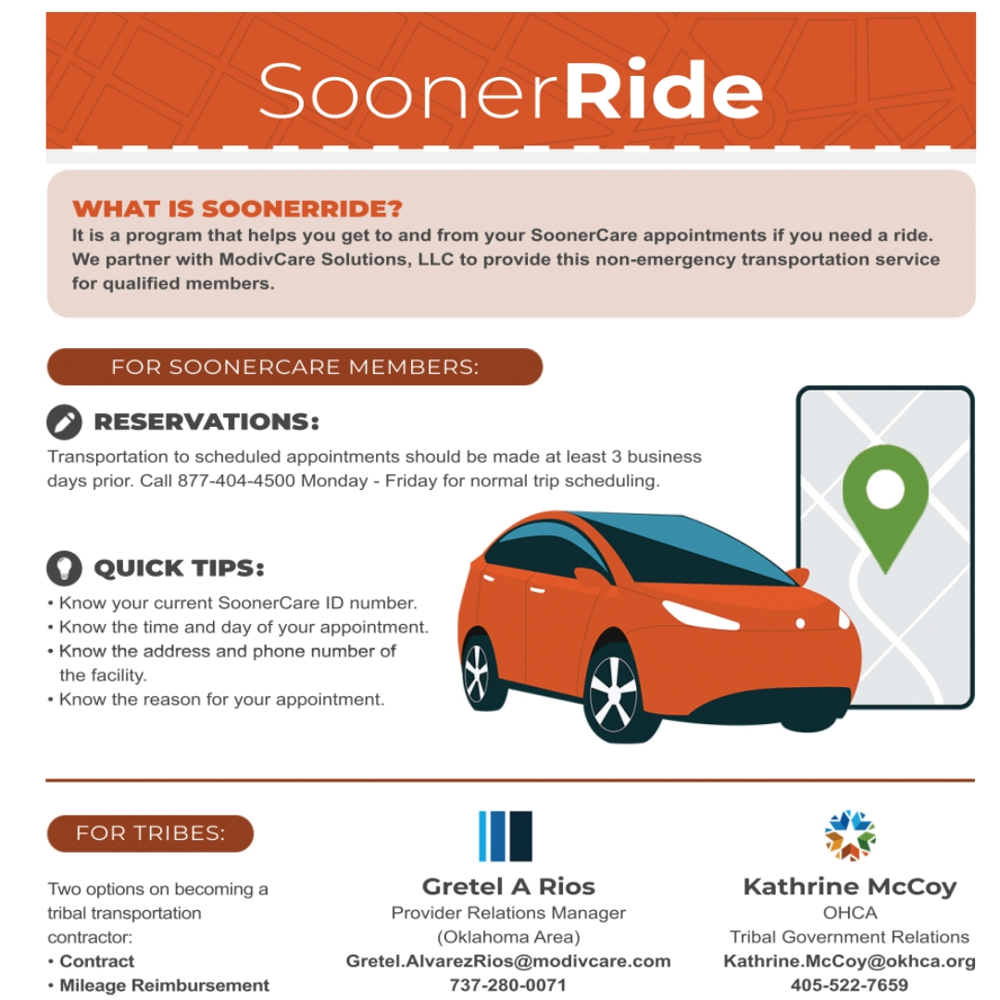 SoonerRide
WHAT IS SOONERRIDE?
It is a program that helps you get to and from your SoonerCare appointments if you need a ride.
We partner with ModivCare Solutions, LLC to provide this non-emergency transportation service
for qualified members.
FOR SOONERCARE MEMBERS:
RESERVATIONS:
Transportation to scheduled appointments should be made at least 3 business
days prior. Call 877-404-4500 Monday - Friday for normal trip scheduling.
QUICK TIPS:
• Know your current SoonerCare ID number.
• Know the time and day of your appointment.
• Know the address and phone number of
the facility.
• Know the reason for your appointment.
FOR TRIBES:
Two options on becoming a
tribal transportation
contractor:
• Contract
• Mileage Reimbursement
Gretel A Rios
Provider Relations Manager
(Oklahoma Area)
Gretel.AlvarezRios@modivcare.com
737-280-0071
Kathrine McCoy
OHCA
Tribal Government Relations
Kathrine.McCoy@okhca.org
405-522-7659